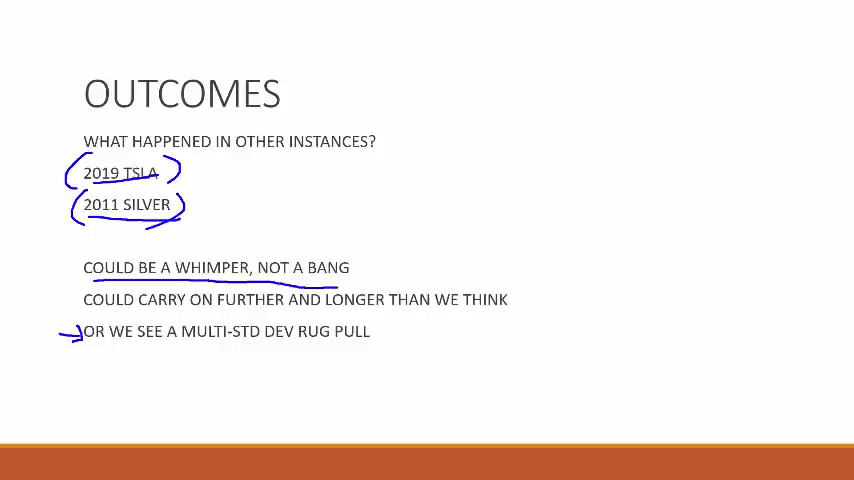 OUTCOMES
WHAT HAPPENED IN OTHER INSTANCES?
2019 TSLA
2011 SILVER
COULD BE A WHIMPER, NOT A BANG
COULD CARRY ON FURTHER AND LONGER THAN WE THINK
OR WE SEE A MULTI-STD DEV RUG PULL